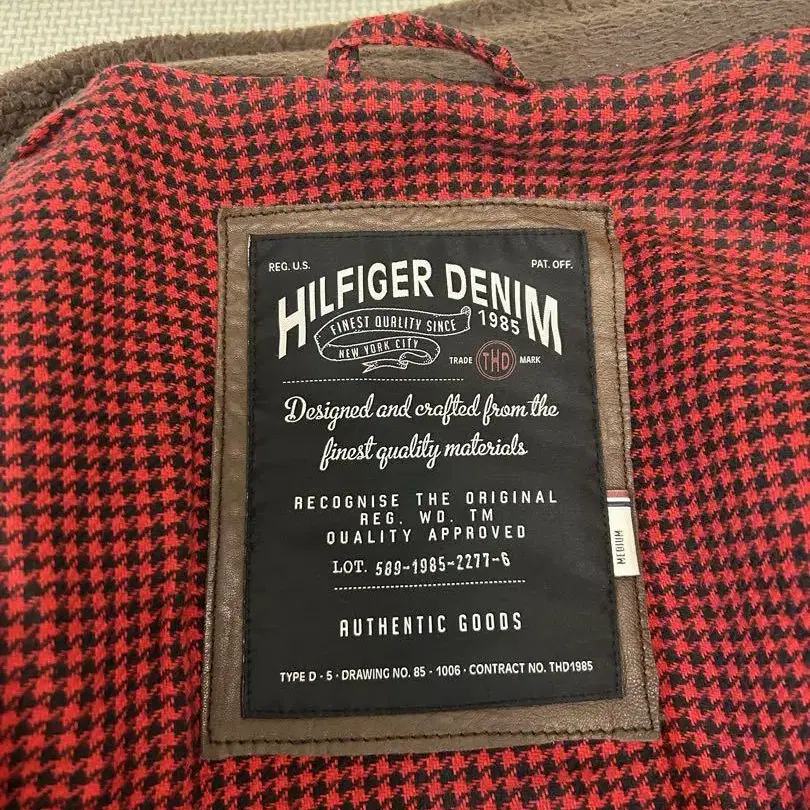 REG. U.S. PAT. OFF.
HILFIGER DENIM
FINEST QUALITY SINCE 1985
NEW YORK CITY
TRADE THD MARK
Designed and crafted from the
finest quality materials
RECOGNISE THE ORIGINAL
REG. WD. TM
QUALITY APPROVED
LOT. 589-1985-2277-6
AUTHENTIC GOODS
TYPE D - 5 · DRAWING NO. 85 - 1006 · CONTRACT NO. THD1985
MEDIUM